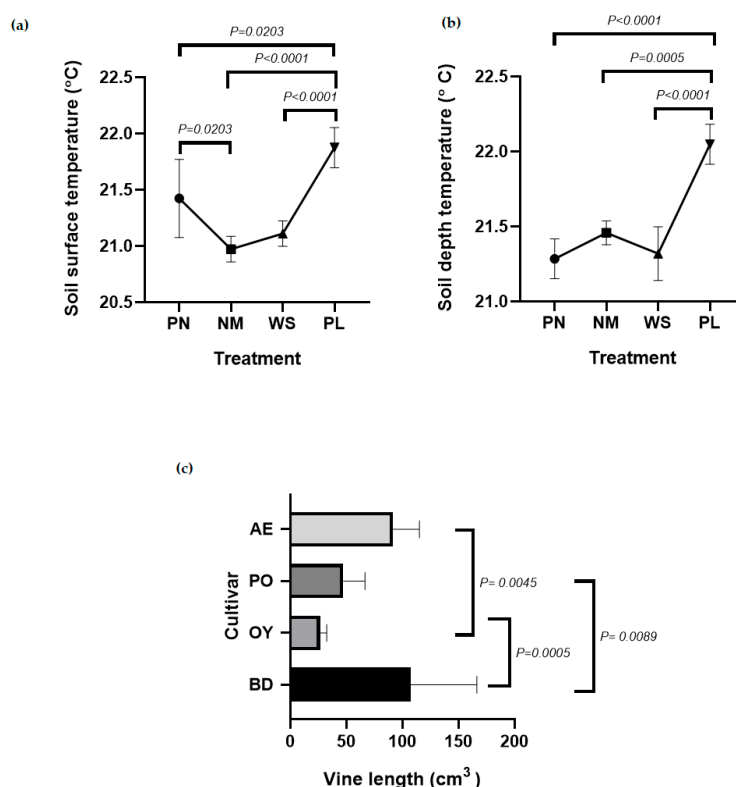 (a)
P=0.0203
P<0.0001
P<0.0001
P=0.0203
Soil surface temperature (°C)
22.5
22.0
21.5
21.0
20.5
PN NM WS PL
Treatment
(b)
P<0.0001
P=0.0005
P<0.0001
Soil depth temperature (° C)
22.5
22.0
21.5
21.0
PN NM WS PL
Treatment
(c)
Cultivar
AE
PO
OY
BD
P= 0.0045
P=0.0005
P= 0.0089
0 50 100 150 200
Vine length (cm³ )